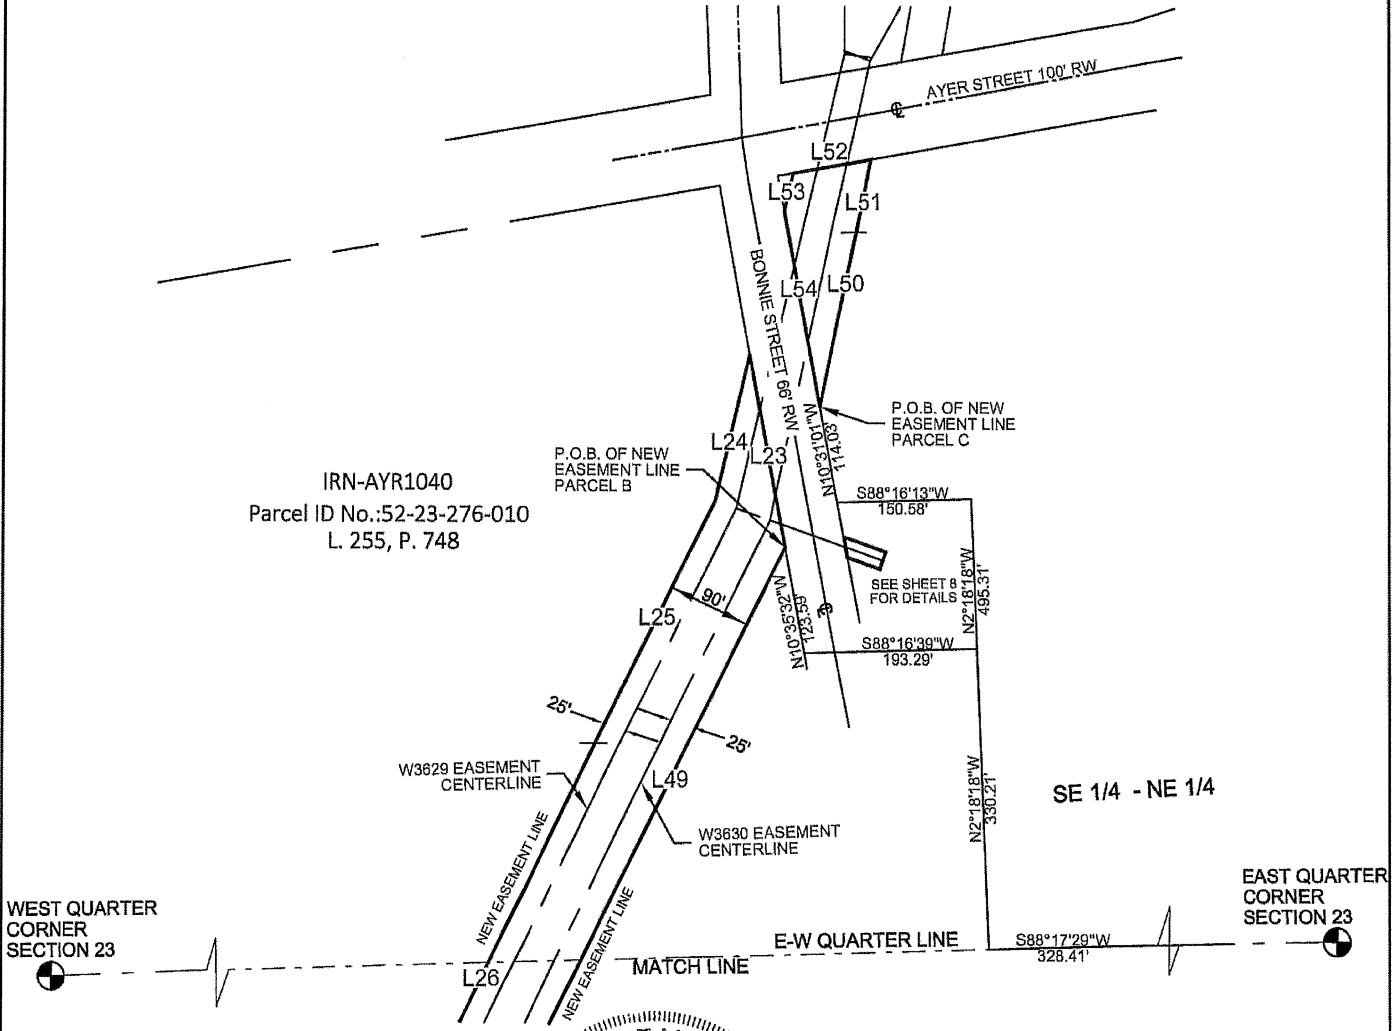 AYER STREET 100' RW
℄
L52
L53
L51
BONNIE STREET 66' RW
L54
L50
P.O.B. OF NEW
EASEMENT LINE
PARCEL C
N10°31'01"W
114.03'
L24
L23
P.O.B. OF NEW
EASEMENT LINE
PARCEL B
IRN-AYR1040
Parcel ID No.:52-23-276-010
L. 255, P. 748
S88°16'13"W
150.58'
SEE SHEET 8
FOR DETAILS
N2°18'18"W
495.31'
90'
N10°35'32"W
123.59'
℄
L25
S88°16'39"W
193.29'
25'
25'
W3629 EASEMENT
CENTERLINE
L49
W3630 EASEMENT
CENTERLINE
N2°18'18"W
330.21'
SE 1/4 - NE 1/4
NEW EASEMENT LINE
NEW EASEMENT LINE
WEST QUARTER
CORNER
SECTION 23
EAST QUARTER
CORNER
SECTION 23
E-W QUARTER LINE
S88°17'29"W
328.41'
MATCH LINE
L26